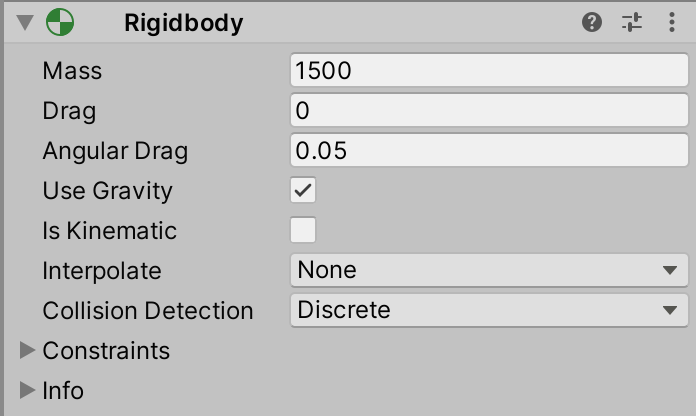 Rigidbody
Mass 1500
Drag 0
Angular Drag 0.05
Use Gravity
Is Kinematic
Interpolate None
Collision Detection Discrete
Constraints
Info